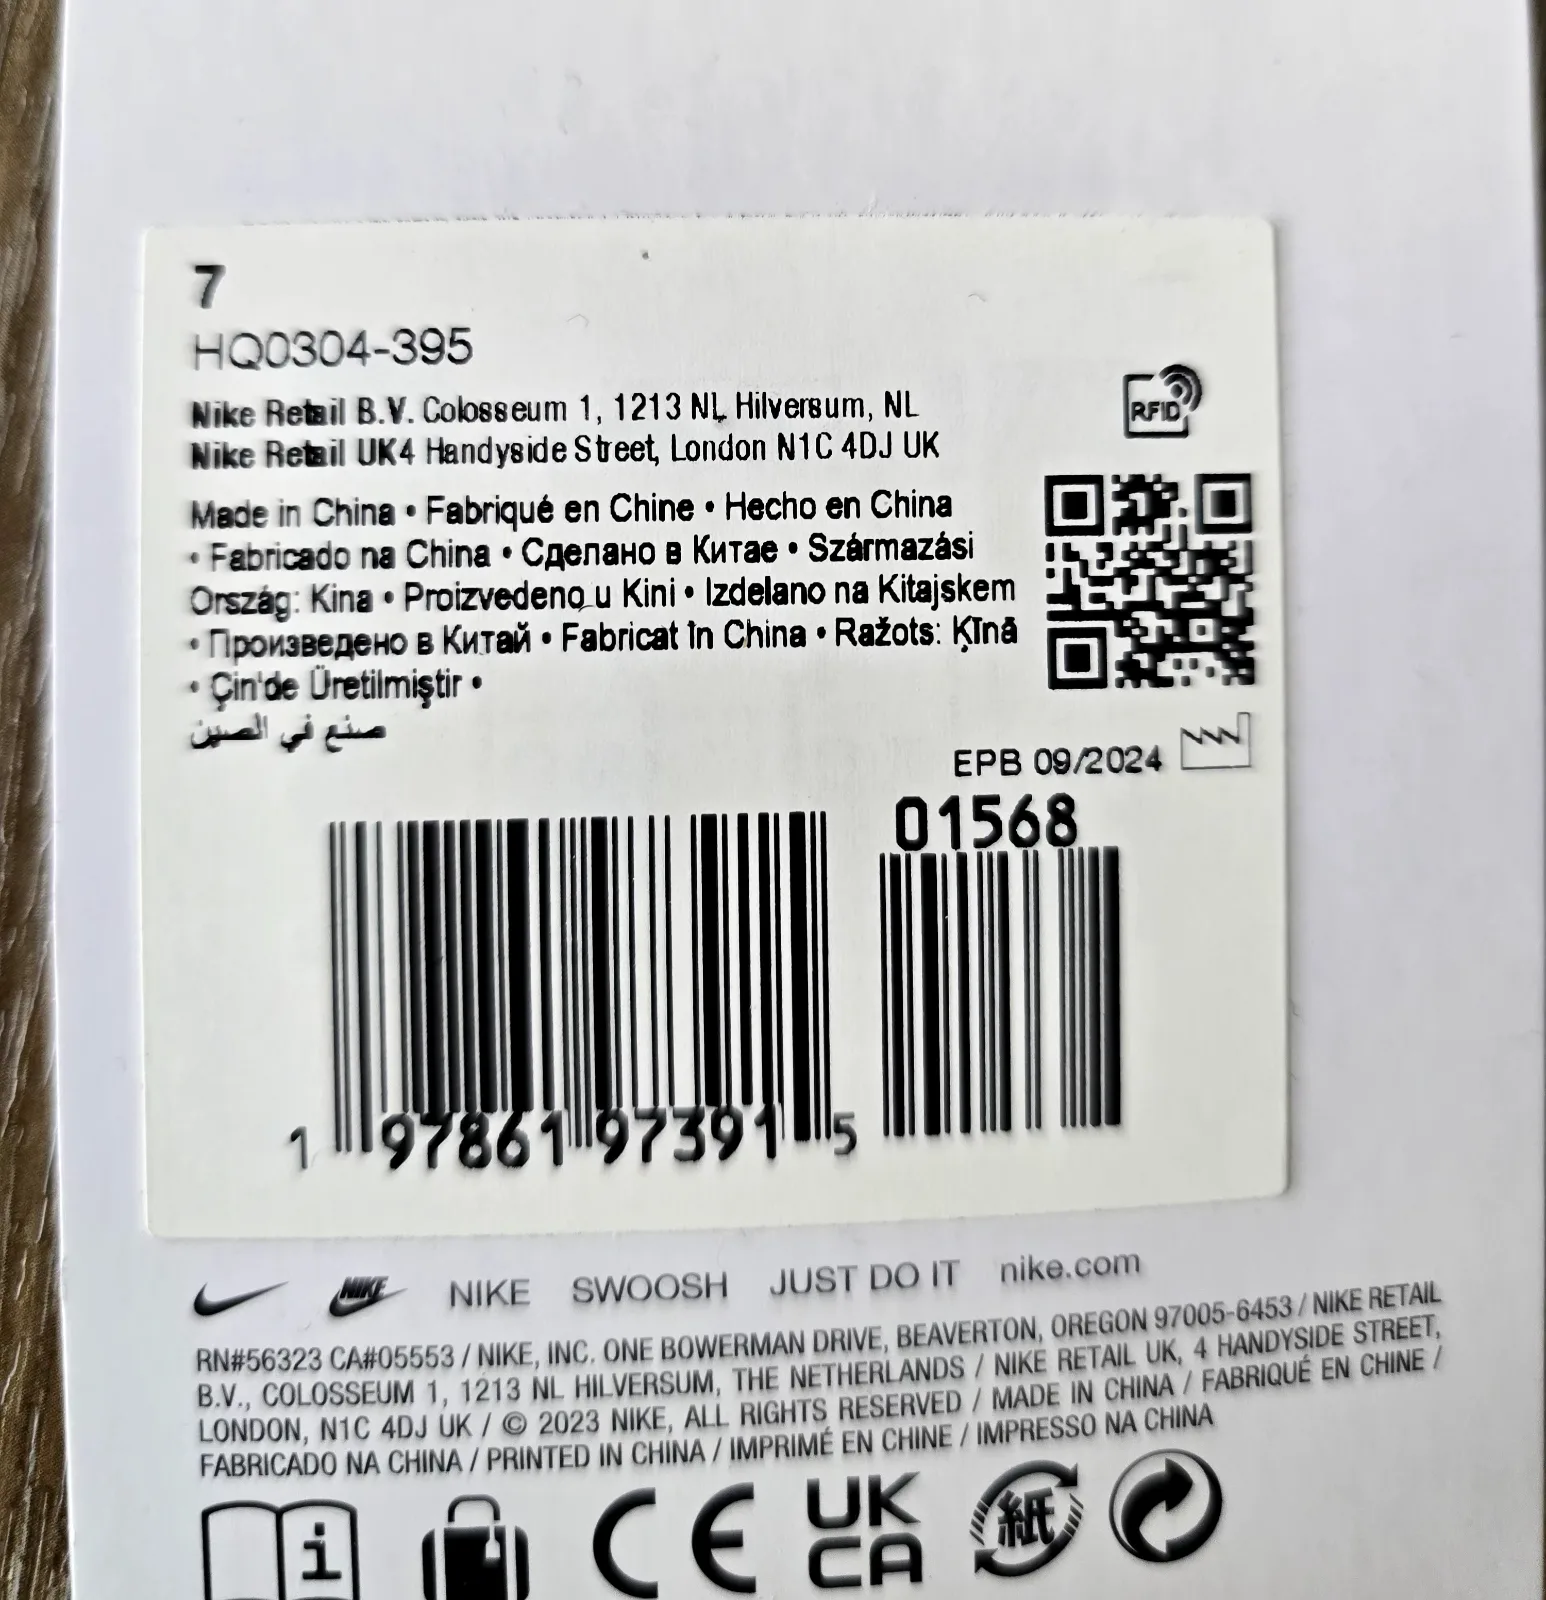 7
HQ0304-395
Nike Retail B.V. Colosseum 1, 1213 NL Hilversum, NL
Nike Retail UK4 Handyside Street, London N1C 4DJ UK
Made in China • Fabriqué en Chine • Hecho en China
• Fabricado na China • Сделано в Китае • Származási
Ország: Kina • Proizvedeno u Kini • Izdelano na Kitajskem
• Произведено в Китай • Fabricat în China • Ražots: Ķīnā
• Çin'de Üretilmiştir •
صنع في الصين
RFID
EPB 09/2024
01568
1 97861 97391 5
NIKE NIKE SWOOSH JUST DO IT nike.com
RN#56323 CA#05553 / NIKE, INC. ONE BOWERMAN DRIVE, BEAVERTON, OREGON 97005-6453 / NIKE RETAIL
B.V., COLOSSEUM 1, 1213 NL HILVERSUM, THE NETHERLANDS / NIKE RETAIL UK, 4 HANDYSIDE STREET,
LONDON, N1C 4DJ UK / © 2023 NIKE, ALL RIGHTS RESERVED / MADE IN CHINA / FABRIQUÉ EN CHINE /
FABRICADO NA CHINA / PRINTED IN CHINA / IMPRIMÉ EN CHINE / IMPRESSO NA CHINA
i CE UK CA 紙